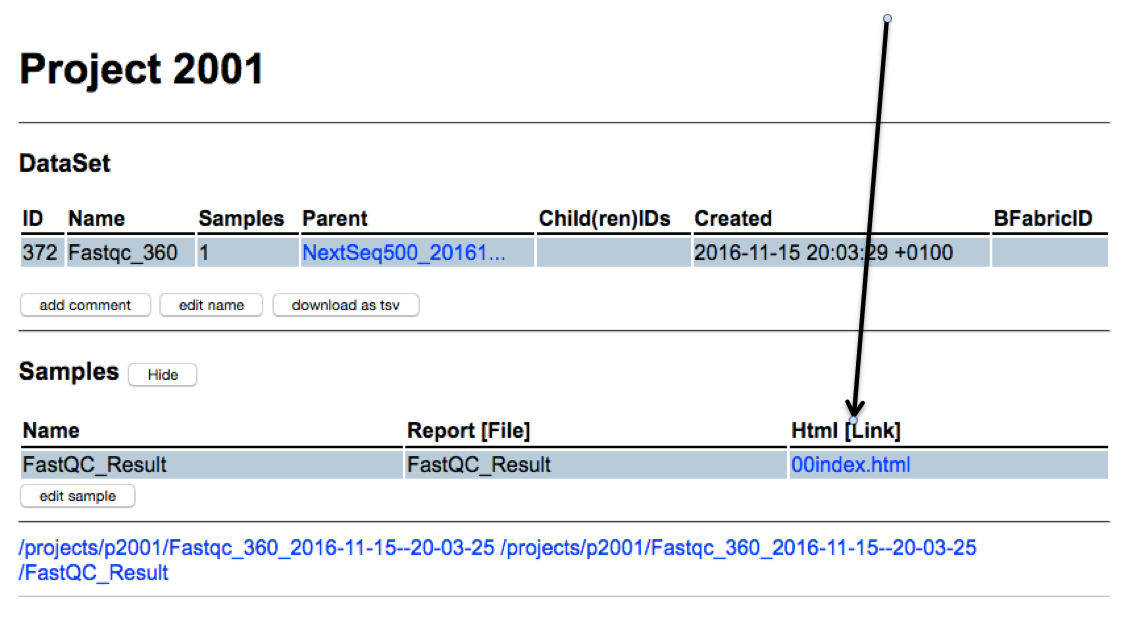 Project 2001
DataSet
ID Name Samples Parent Child(ren)IDs Created BFabricID
372 Fastqc_360 1 NextSeq500_20161... 2016-11-15 20:03:29 +0100
add comment edit name download as tsv
Samples Hide
Name Report [File] Html [Link]
FastQC_Result FastQC_Result 00index.html
edit sample
/projects/p2001/Fastqc_360_2016-11-15--20-03-25 /projects/p2001/Fastqc_360_2016-11-15--20-03-25
/FastQC_Result